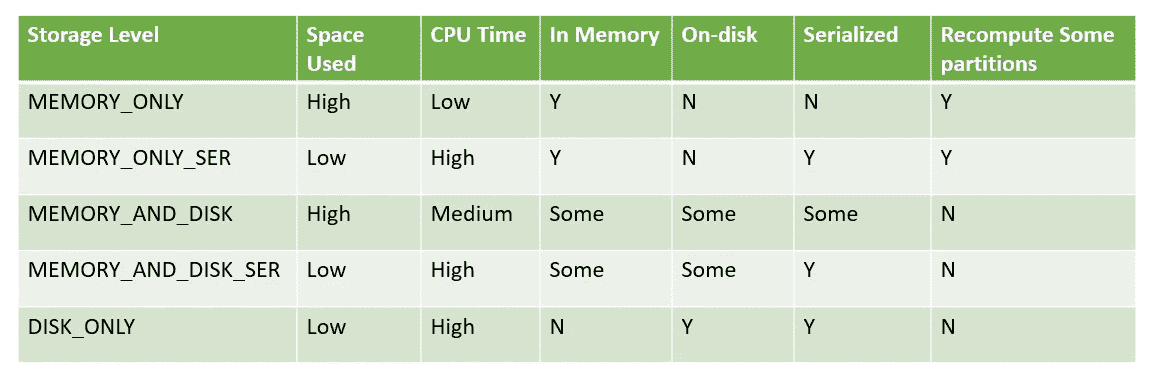 Storage Level Space Used CPU Time In Memory On-disk Serialized Recompute Some partitions
MEMORY_ONLY High Low Y N N Y
MEMORY_ONLY_SER Low High Y N Y Y
MEMORY_AND_DISK High Medium Some Some Some N
MEMORY_AND_DISK_SER Low High Some Some Y N
DISK_ONLY Low High N Y Y N